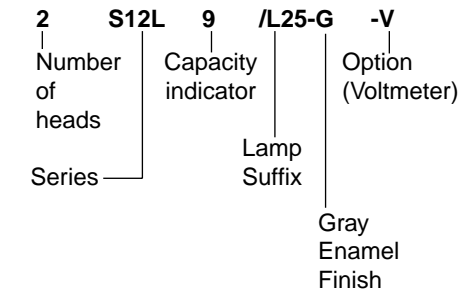 2 S12L 9 /L25-G -V
Number
of
heads
Capacity
indicator
Option
(Voltmeter)
Lamp
Suffix
Series
Gray
Enamel
Finish